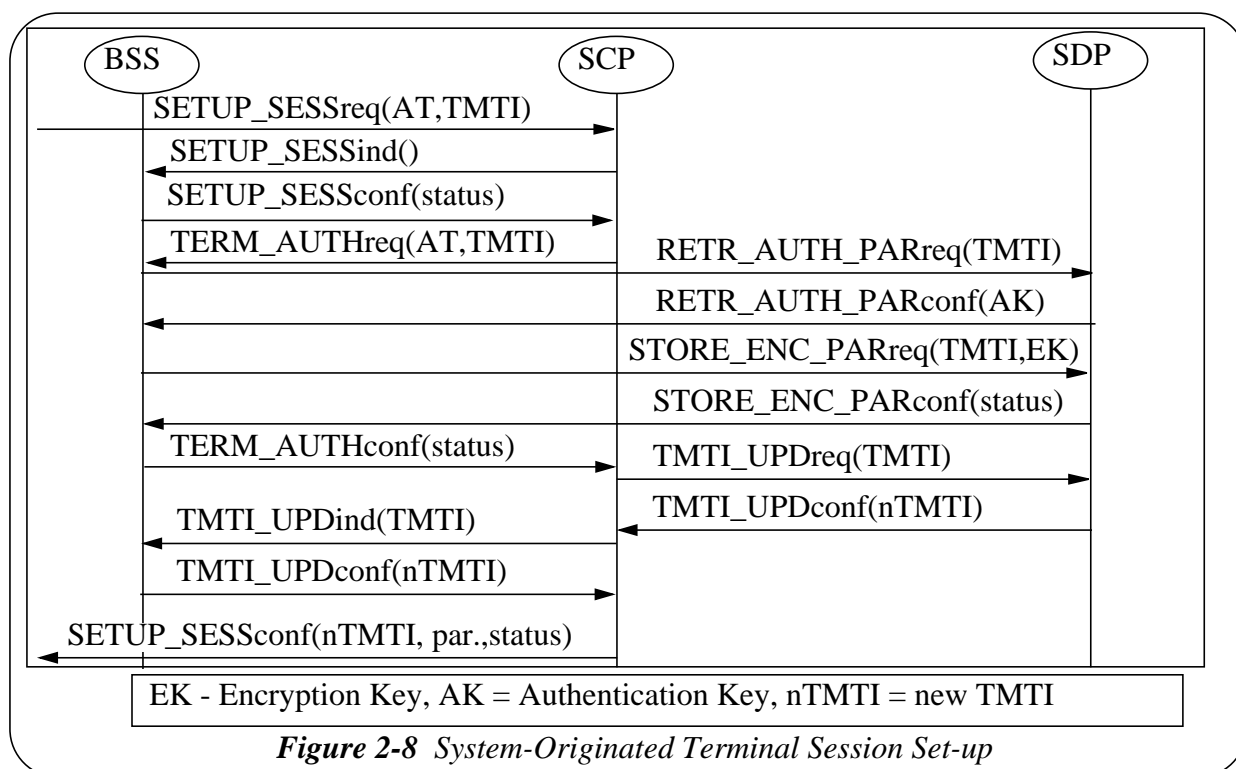 BSS SCP SDP
SETUP_SESSreq(AT,TMTI)
SETUP_SESSind()
SETUP_SESSconf(status)
TERM_AUTHreq(AT,TMTI)
RETR_AUTH_PARreq(TMTI)
RETR_AUTH_PARconf(AK)
STORE_ENC_PARreq(TMTI,EK)
STORE_ENC_PARconf(status)
TERM_AUTHconf(status)
TMTI_UPDreq(TMTI)
TMTI_UPDconf(nTMTI)
TMTI_UPDind(TMTI)
TMTI_UPDconf(nTMTI)
SETUP_SESSconf(nTMTI, par.,status)
EK - Encryption Key, AK = Authentication Key, nTMTI = new TMTI
Figure 2-8 System-Originated Terminal Session Set-up